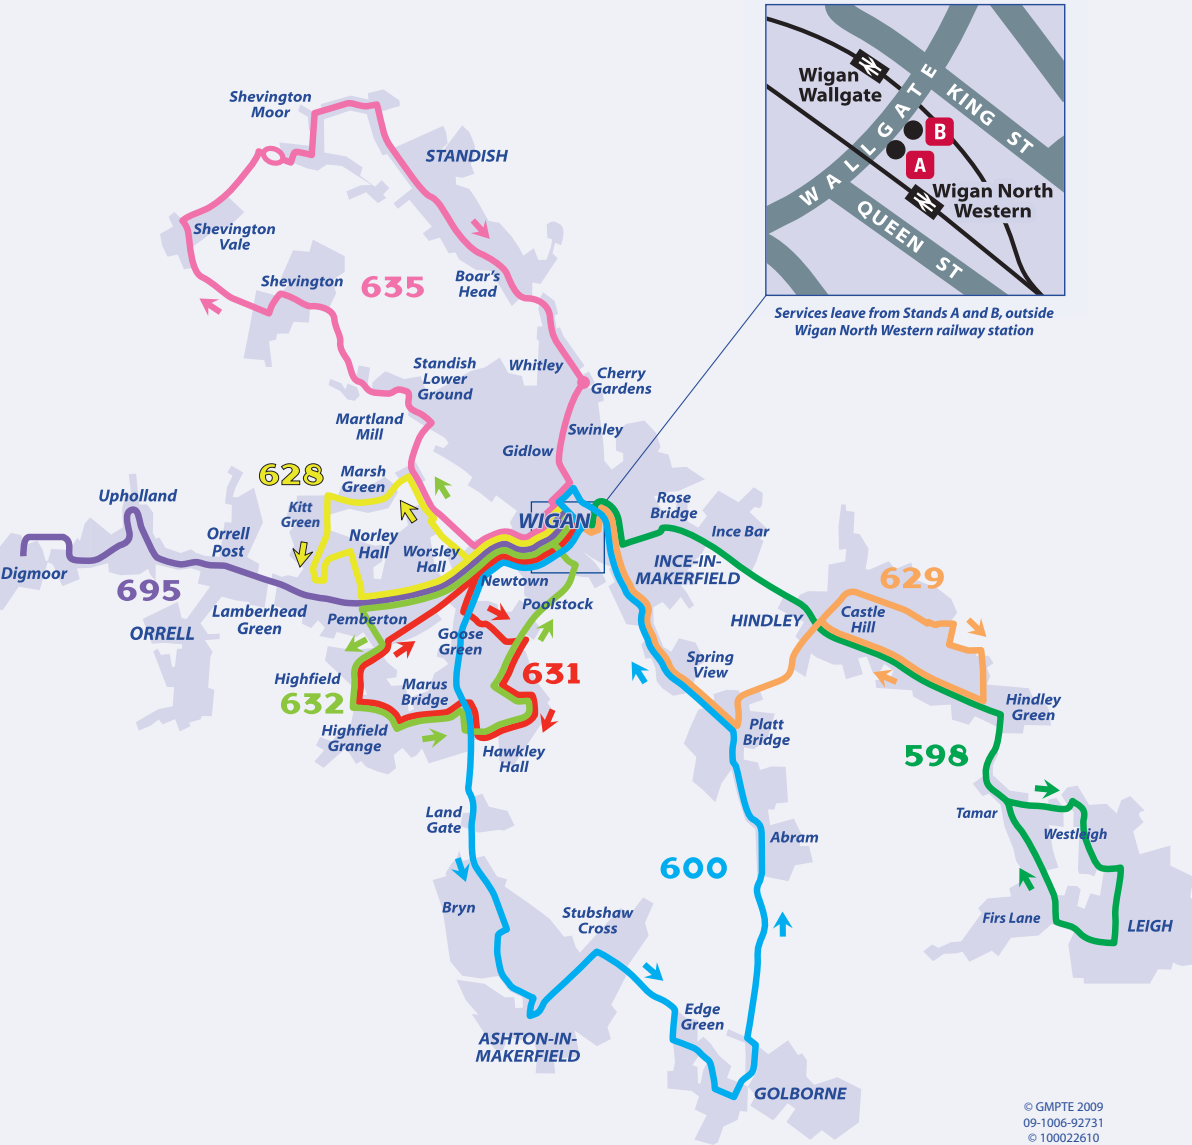 Wigan
Wallgate
WALLGATE
KING ST
B
A
Wigan North
Western
QUEEN ST
Services leave from Stands A and B, outside
Wigan North Western railway station
Shevington
Moor
STANDISH
Shevington
Vale
Shevington
635
Boar's
Head
Whitley
Cherry
Gardens
Standish
Lower
Ground
Martland
Mill
Swinley
Gidlow
628
Marsh
Green
Upholland
Kitt
Green
Rose
Bridge
WIGAN
Ince Bar
Orrell
Post
Norley
Hall
Worsley
Hall
INCE-IN-
MAKERFIELD
Digmoor
695
Newtown
629
Lamberhead
Green
Pemberton
Poolstock
HINDLEY
Castle
Hill
ORRELL
Goose
Green
Spring
View
Highfield
632
Marus
Bridge
631
Hindley
Green
Highfield
Grange
Hawkley
Hall
Platt
Bridge
598
Land
Gate
Tamar
Westleigh
Abram
600
Bryn
Stubshaw
Cross
Firs Lane
LEIGH
Edge
Green
ASHTON-IN-
MAKERFIELD
GOLBORNE
© GMPTE 2009
09-1006-92731
© 100022610